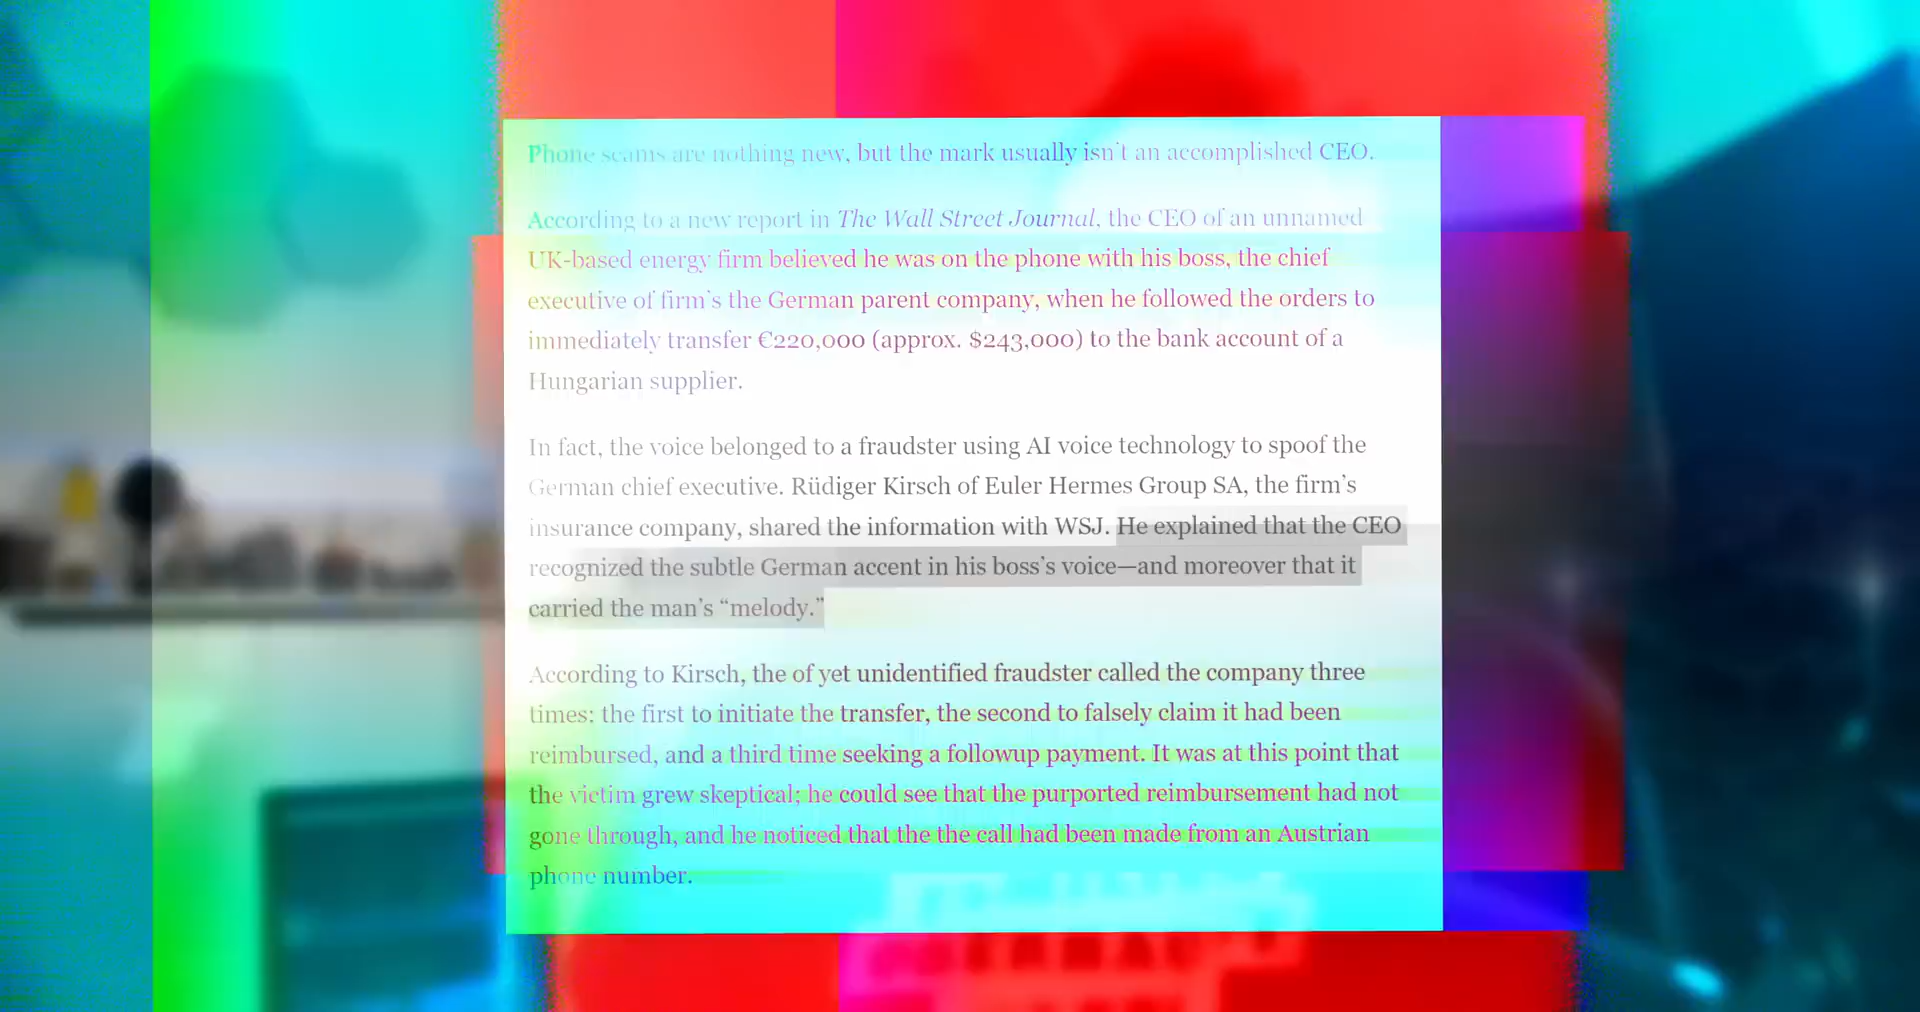 Phone scams are nothing new, but the mark usually isn't an accomplished CEO.
According to a new report in The Wall Street Journal, the CEO of an unnamed
UK-based energy firm believed he was on the phone with his boss, the chief
executive of firm's the German parent company, when he followed the orders to
immediately transfer €220,000 (approx. $243,000) to the bank account of a
Hungarian supplier.
In fact, the voice belonged to a fraudster using AI voice technology to spoof the
German chief executive. Rüdiger Kirsch of Euler Hermes Group SA, the firm's
insurance company, shared the information with WSJ. He explained that the CEO
recognized the subtle German accent in his boss's voice—and moreover that it
carried the man's “melody.”
According to Kirsch, the of yet unidentified fraudster called the company three
times: the first to initiate the transfer, the second to falsely claim it had been
reimbursed, and a third time seeking a followup payment. It was at this point that
the victim grew skeptical; he could see that the purported reimbursement had not
gone through, and he noticed that the the call had been made from an Austrian
phone number.